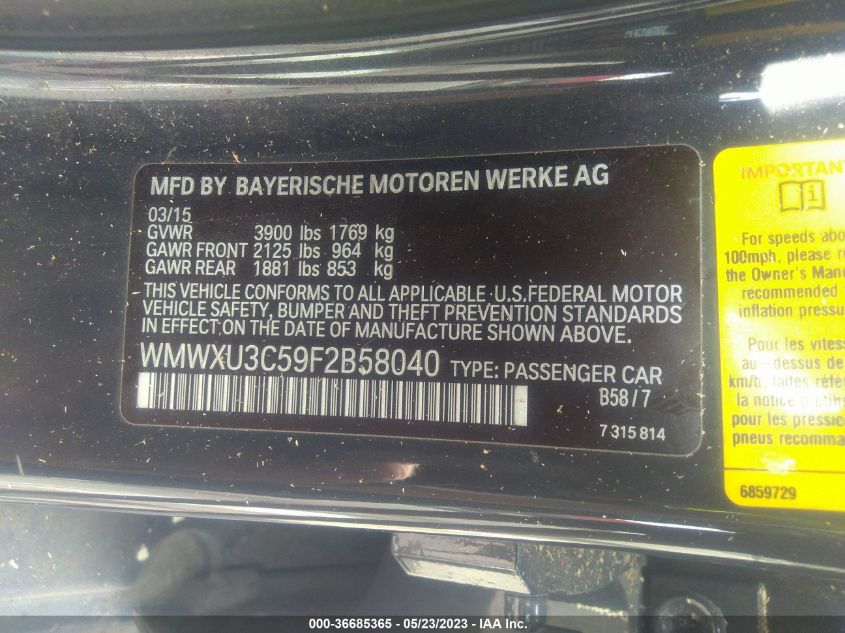 MFD BY BAYERISCHE MOTOREN WERKE AG
03/15
GVWR 3900 lbs 1769 kg
GAWR FRONT 2125 lbs 964 kg
GAWR REAR 1881 lbs 853 kg
THIS VEHICLE CONFORMS TO ALL APPLICABLE U.S.FEDERAL MOTOR
VEHICLE SAFETY, BUMPER AND THEFT PREVENTION STANDARDS
IN EFFECT ON THE DATE OF MANUFACTURE SHOWN ABOVE.
WMWXU3C59F2B58040 TYPE: PASSENGER CAR
B58 / 7
7 315 814
IMPORTANT
For speeds abo
100mph, please r
the Owner's Manu
recommended
inflation pressu
Pour les vitess
au - dessus de
km/h, faites réfé
la notice d'utilis
pour les pression
pneus recomma
6859729
000-36685365 - 05/23/2023 - IAA Inc.